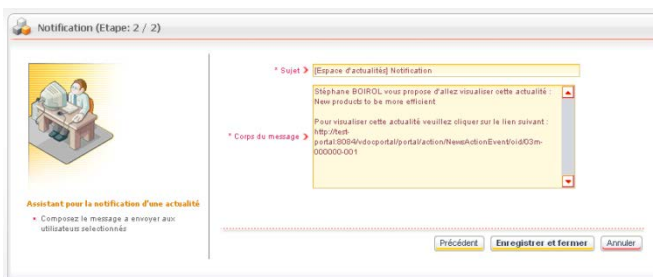 Notification (Etape: 2 / 2)
* Sujet
[Espace d'actualités] Notification
* Corps du message
Stéphane BOIROL vous propose d'allez visualiser cette actualité :
New products to be more efficient
Pour visualiser cette actualité veuillez cliquer sur le lien suivant :
http://test-
portal:8084/vdocportal/portal/action/NewsActionEvent/oid/03m-
000000-001
Assistant pour la notification d'une actualité
Composez le message a envoyer aux
utilisateurs selectionnés
Précédent Enregistrer et fermer Annuler